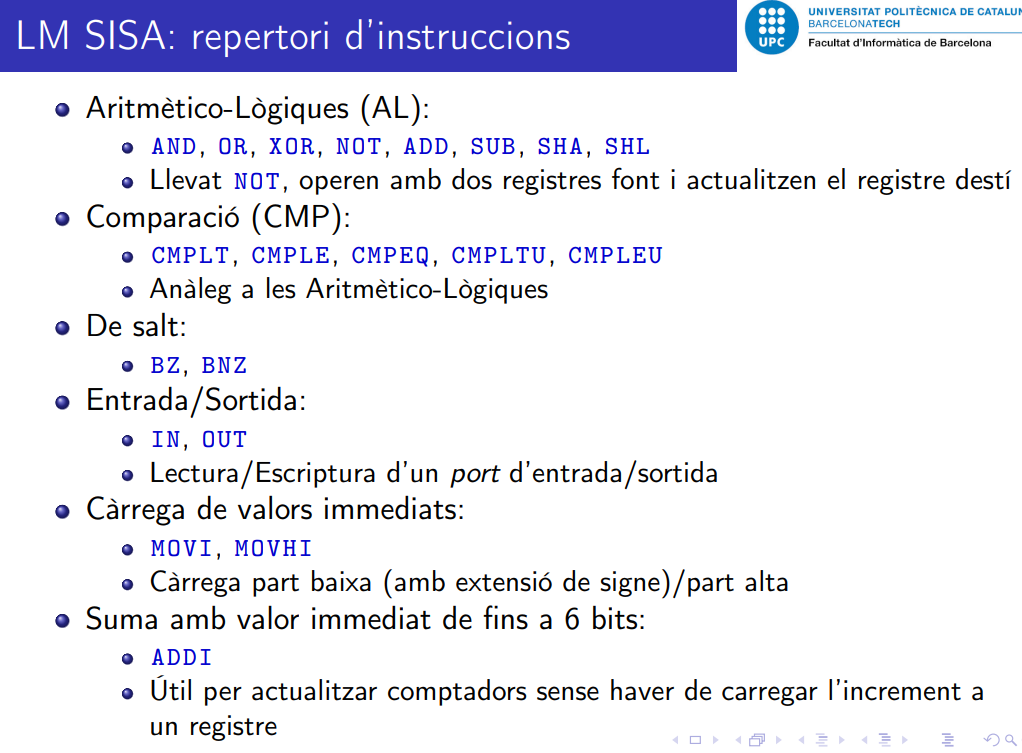 LM SISA: repertori d'instruccions
UPC
UNIVERSITAT POLITÈCNICA DE CATALUN
BARCELONATECH
Facultat d'Informàtica de Barcelona
Aritmètico-Lògiques (AL):
AND, OR, XOR, NOT, ADD, SUB, SHA, SHL
Llevat NOT, operen amb dos registres font i actualitzen el registre destí
Comparació (CMP):
CMPLT, CMPLE, CMPEQ, CMPLTU, CMPLEU
Anàleg a les Aritmètico-Lògiques
De salt:
BZ, BNZ
Entrada/Sortida:
IN, OUT
Lectura/Escriptura d'un port d'entrada/sortida
Càrrega de valors immediats:
MOVI, MOVHI
Càrrega part baixa (amb extensió de signe)/part alta
Suma amb valor immediat de fins a 6 bits:
ADDI
Útil per actualitzar comptadors sense haver de carregar l'increment a
un registre